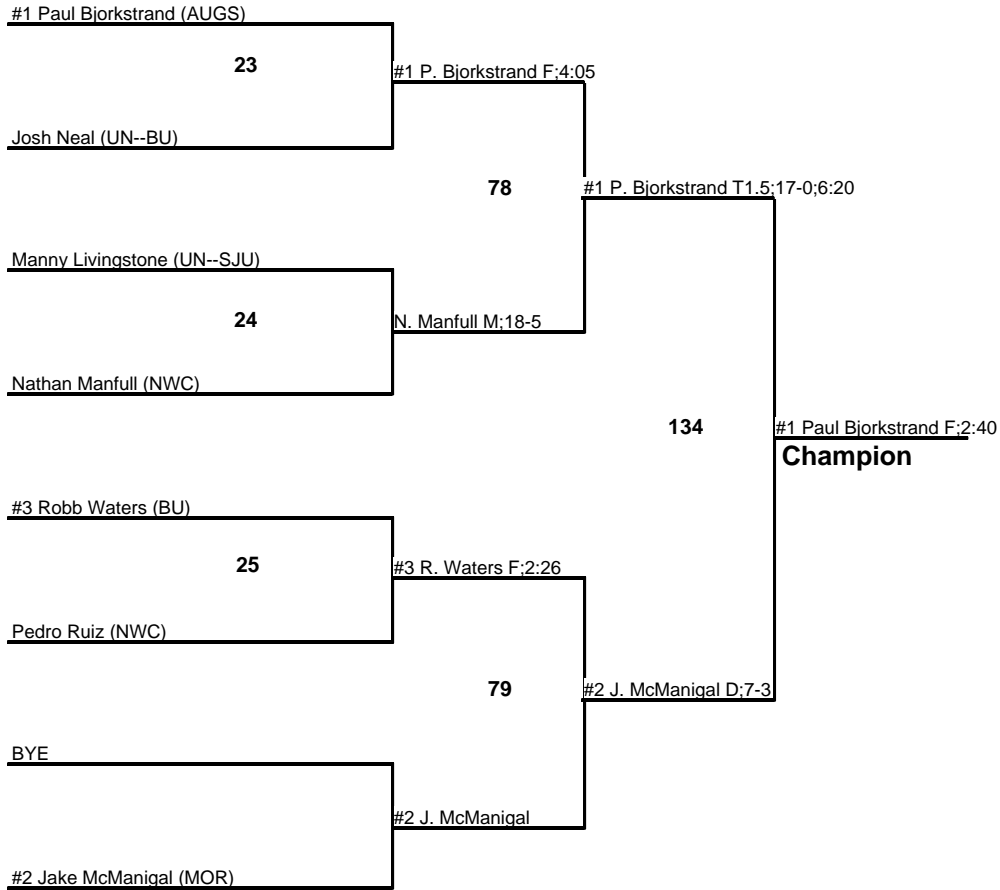 #1 Paul Bjorkstrand (AUGS)
23
#1 P. Bjorkstrand F;4:05
Josh Neal (UN--BU)
78
#1 P. Bjorkstrand T1.5;17-0;6:20
Manny Livingstone (UN--SJU)
24
N. Manfull M;18-5
Nathan Manfull (NWC)
134
#1 Paul Bjorkstrand F;2:40
Champion
#3 Robb Waters (BU)
25
#3 R. Waters F;2:26
Pedro Ruiz (NWC)
79
#2 J. McManigal D;7-3
BYE
#2 J. McManigal
#2 Jake McManigal (MOR)